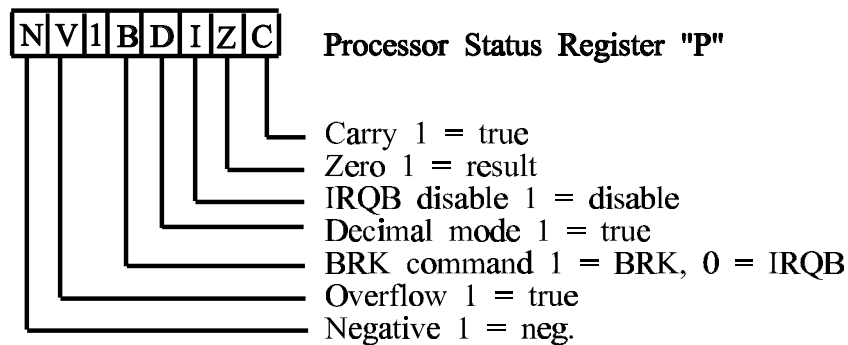 NV1BDIZC Processor Status Register "P"
Carry 1 = true
Zero 1 = result
IRQB disable 1 = disable
Decimal mode 1 = true
BRK command 1 = BRK, 0 = IRQB
Overflow 1 = true
Negative 1 = neg.